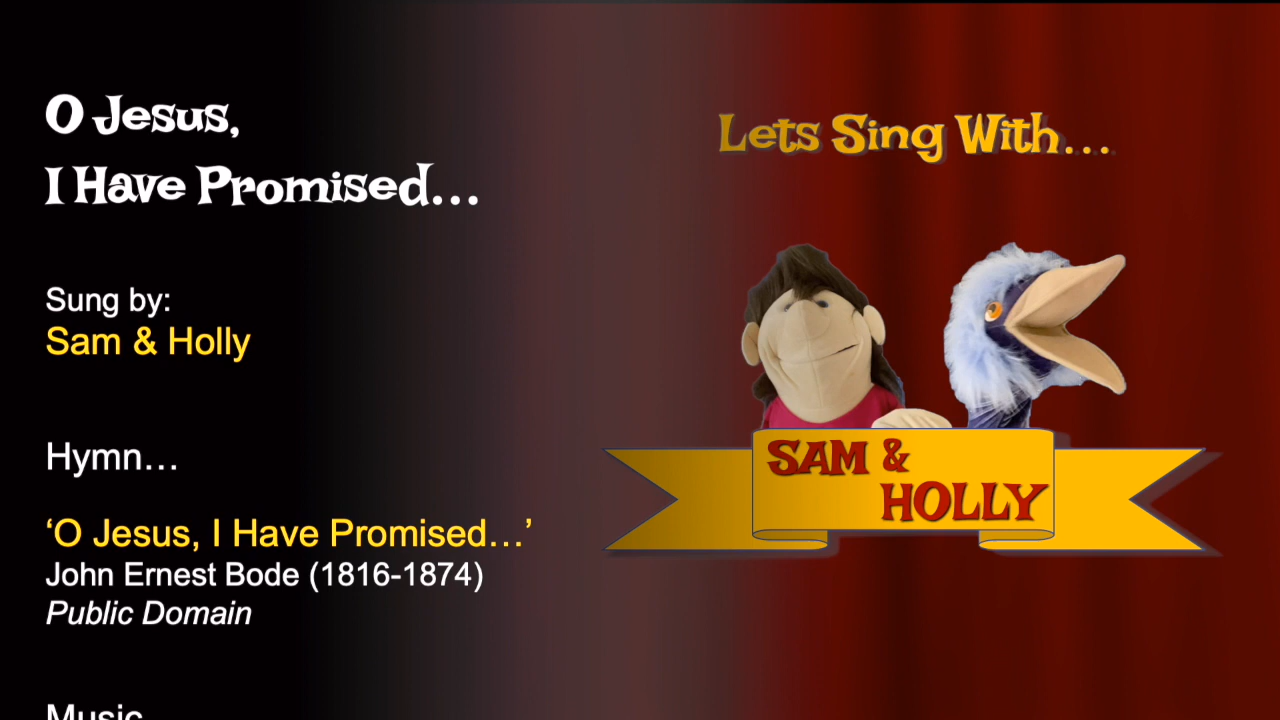 O Jesus,
I Have Promised...
Sung by:
Sam & Holly
Hymn...
‘O Jesus, I Have Promised...’
John Ernest Bode (1816-1874)
Public Domain
Music
Lets Sing With...
SAM &
HOLLY